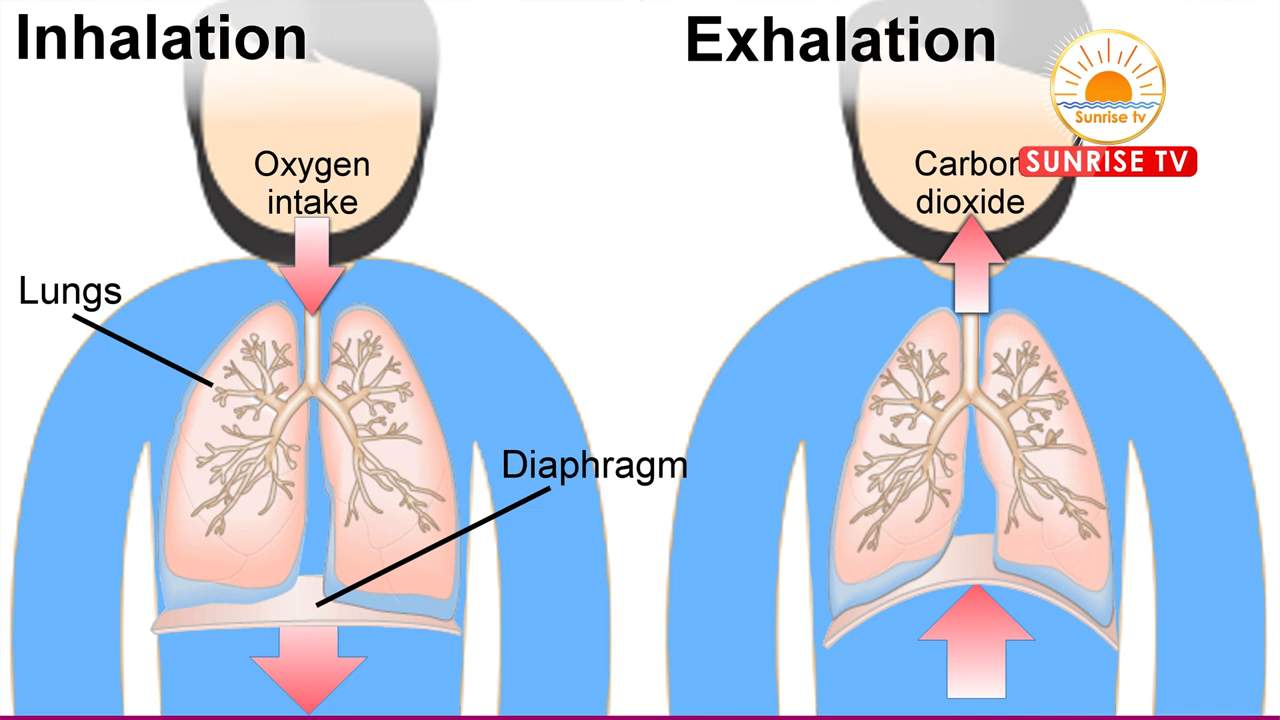 Inhalation
Oxygen
intake
Lungs
Diaphragm
Exhalation
Carbon
dioxide
Sunrise tv
SUNRISE TV